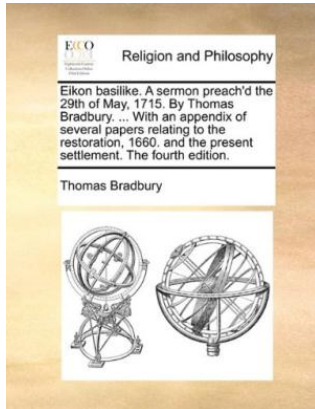 ECCO
Religion and Philosophy
Eikon basilike. A sermon preach'd the
29th of May, 1715. By Thomas
Bradbury. ... With an appendix of
several papers relating to the
restoration, 1660. and the present
settlement. The fourth edition.
Thomas Bradbury